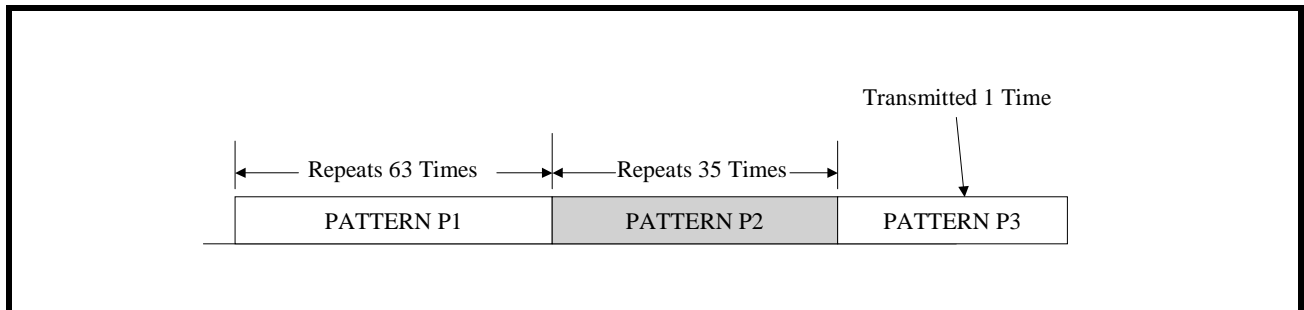 Transmitted 1 Time
Repeats 63 Times
Repeats 35 Times
PATTERN P1
PATTERN P2
PATTERN P3